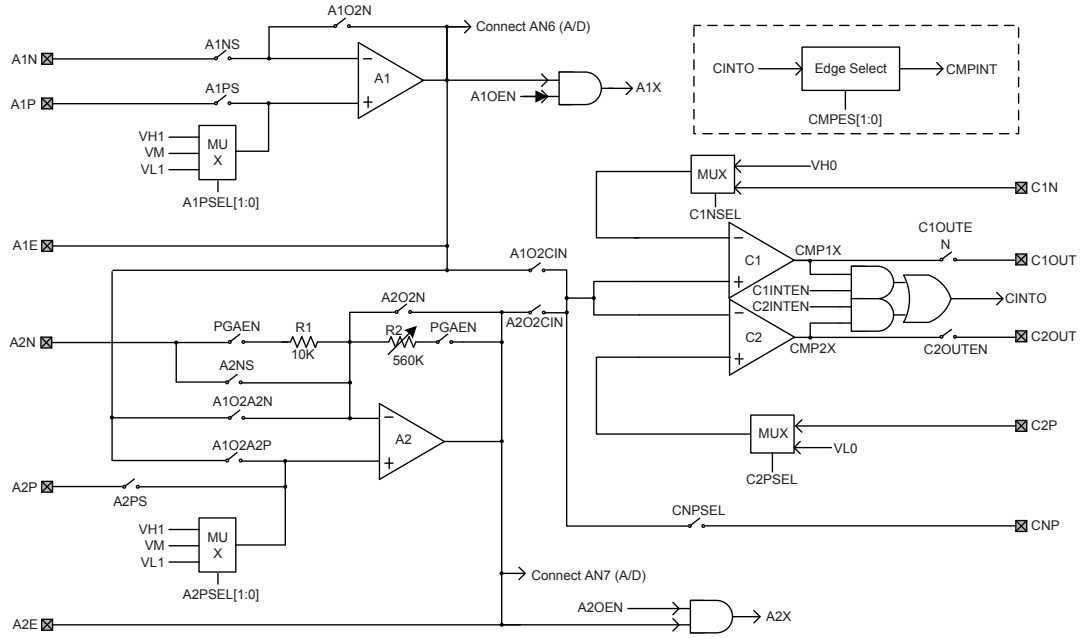 A1O2N
Connect AN6 (A/D)
A1NS
A1N
A1
A1PS
A1P
A1OEN
A1X
VH1
VM
VL1
MU
X
A1PSEL[1:0]
CINTO
Edge Select
CMPINT
CMPES[1:0]
MUX
VH0
C1N
C1NSEL
A1E
A1O2CIN
C1
CMP1X
C1OUTE
N
C1OUT
C1INTEN
C2INTEN
CINTO
A2O2N
A2O2CIN
A2N
PGAEN
R1
10K
R2
560K
PGAEN
C2
CMP2X
C2OUTEN
C2OUT
A2NS
A1O2A2N
A2
A1O2A2P
A2P
A2PS
MUX
C2P
VL0
C2PSEL
VH1
VM
VL1
MU
X
A2PSEL[1:0]
CNPSEL
CNP
Connect AN7 (A/D)
A2OEN
A2X
A2E